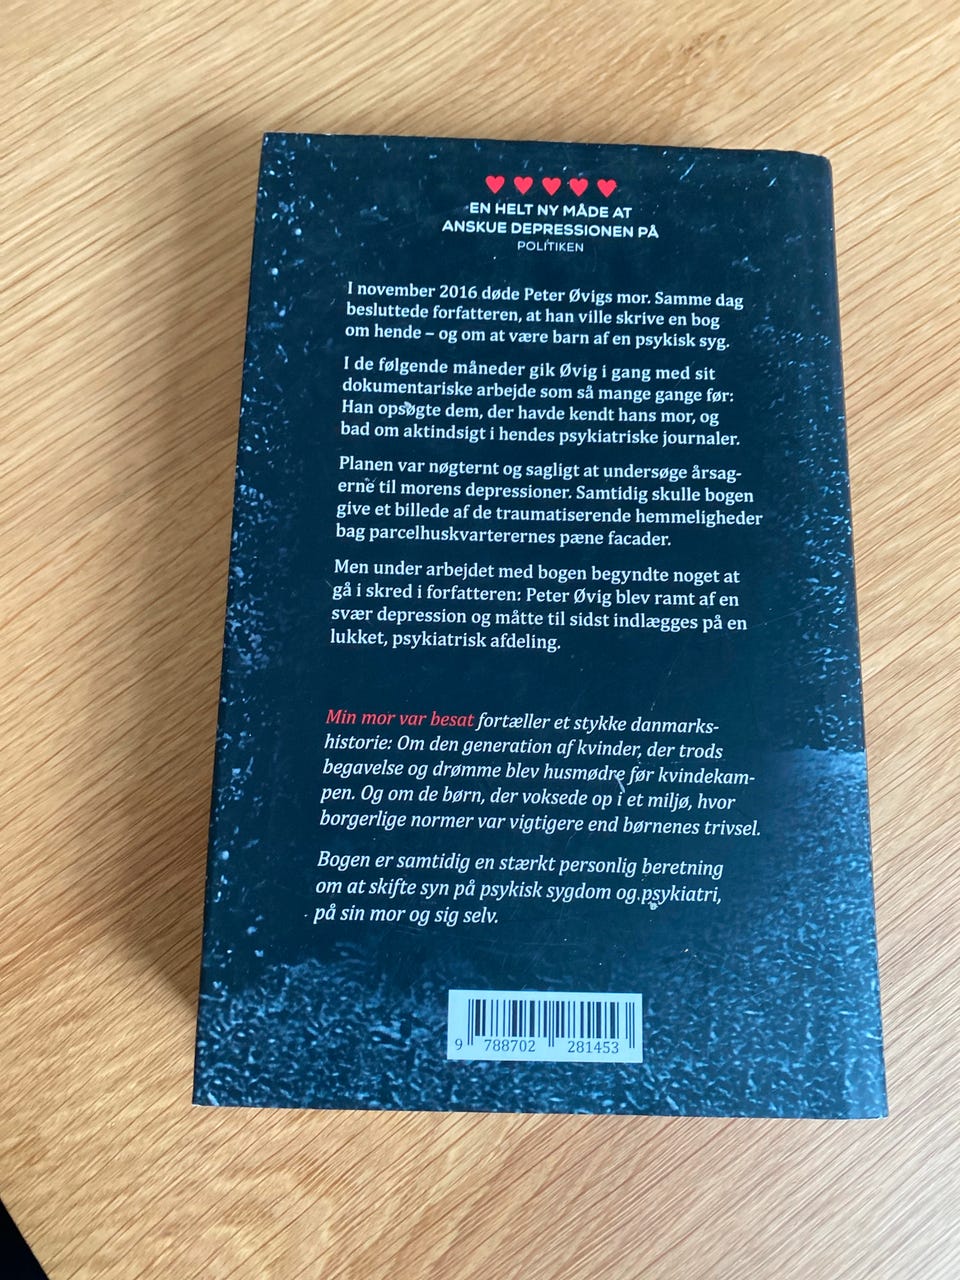 ♥♥♥♥♥
EN HELT NY MÅDE AT
ANSKUE DEPRESSIONEN PÅ
POLITIKEN
I november 2016 døde Peter Øvigs mor. Samme dag
besluttede forfatteren, at han ville skrive en bog
om hende – og om at være barn af en psykisk syg.
I de følgende måneder gik Øvig i gang med sit
dokumentariske arbejde som så mange gange før:
Han opsøgte dem, der havde kendt hans mor, og
bad om aktindsigt i hendes psykiatriske journaler.
Planen var nøgternt og sagligt at undersøge årsag-
erne til morens depressioner. Samtidig skulle bogen
give et billede af de traumatiserende hemmeligheder
bag parcelhuskvarterernes pæne facader.
Men under arbejdet med bogen begyndte noget at
gå i skred i forfatteren: Peter Øvig blev ramt af en
svær depression og måtte til sidst indlægges på en
lukket, psykiatrisk afdeling.
Min mor var besat fortæller et stykke danmarks-
historie: Om den generation af kvinder, der trods
begavelse og drømme blev husmødre før kvindekam-
pen. Og om de børn, der voksede op i et miljø, hvor
borgerlige normer var vigtigere end børnenes trivsel.
Bogen er samtidig en stærkt personlig beretning
om at skifte syn på psykisk sygdom og psykiatri,
på sin mor og sig selv.
9 788702 281453